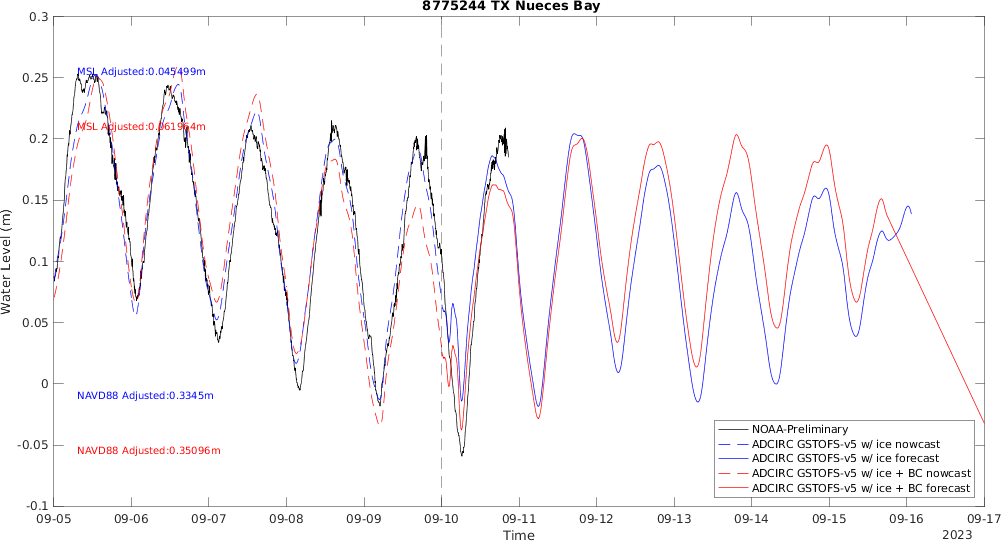 8775244 TX Nueces Bay
0.3
0.25
0.2
0.15
0.1
0.05
0
-0.05
-0.1
Water Level (m)
MSL Adjusted:0.045499m
MSL Adjusted:0.061964m
NAVD88 Adjusted:0.3345m
NAVD88 Adjusted:0.35096m
NOAA-Preliminary
ADCIRC GSTOFS-v5 w/ ice nowcast
ADCIRC GSTOFS-v5 w/ ice forecast
ADCIRC GSTOFS-v5 w/ ice + BC nowcast
ADCIRC GSTOFS-v5 w/ ice + BC forecast
09-05 09-06 09-07 09-08 09-09 09-10 09-11 09-12 09-13 09-14 09-15 09-16 09-17
Time
2023